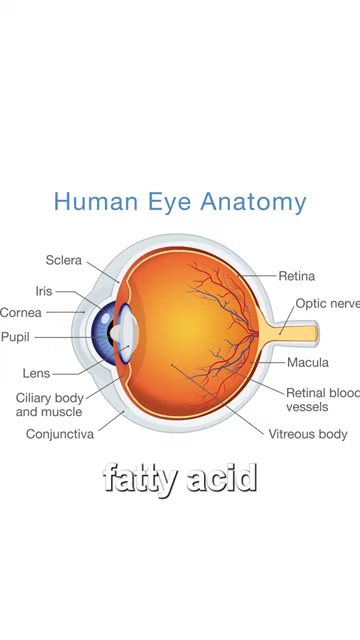 Human Eye Anatomy
Sclera
Iris
Cornea
Pupil
Lens
Ciliary body
and muscle
Conjunctiva
Retina
Optic nerve
Macula
Retinal blood
vessels
Vitreous body
fatty acid